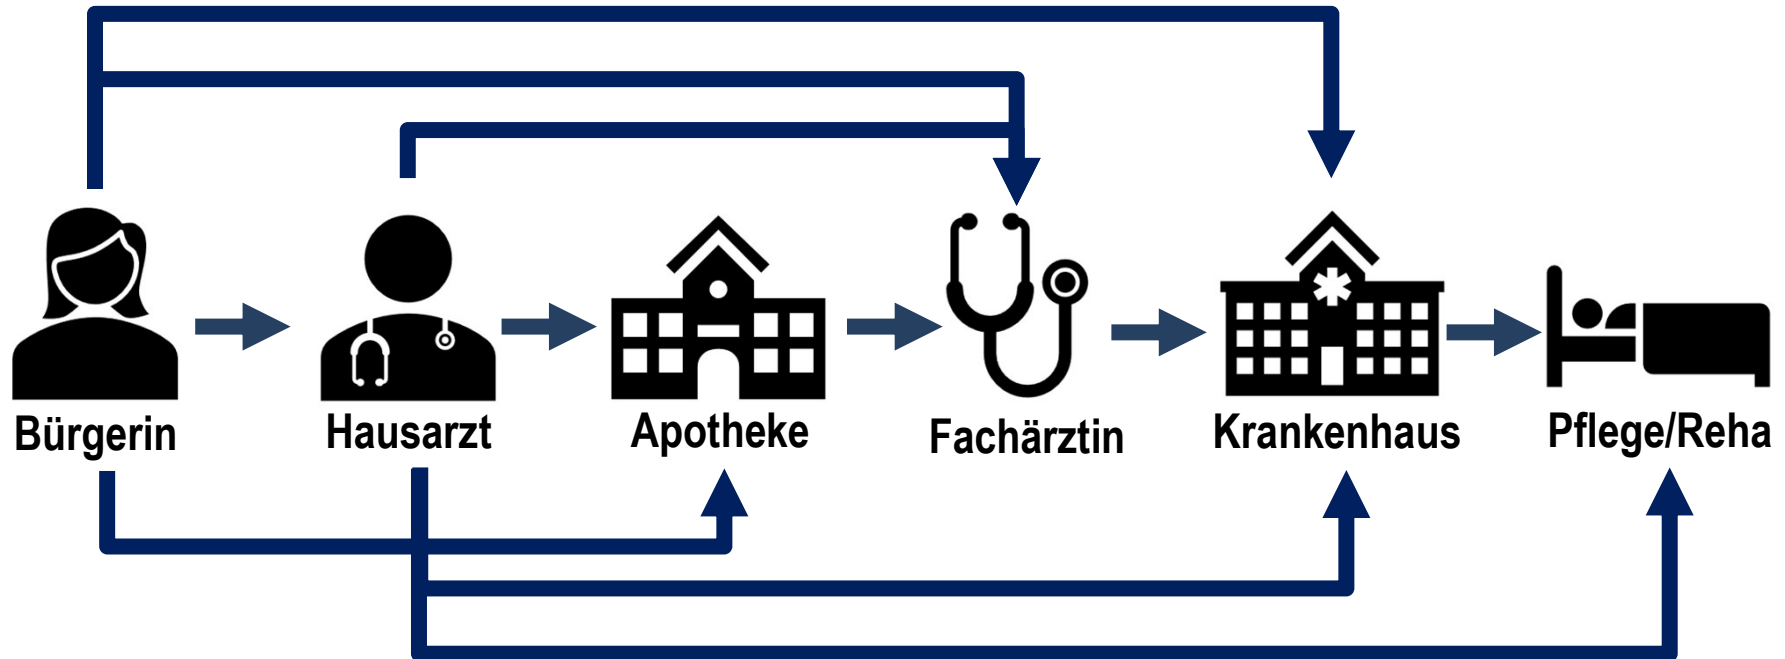 Bürgerin
Hausarzt
Apotheke
Fachärztin
Krankenhaus
Pflege/Reha